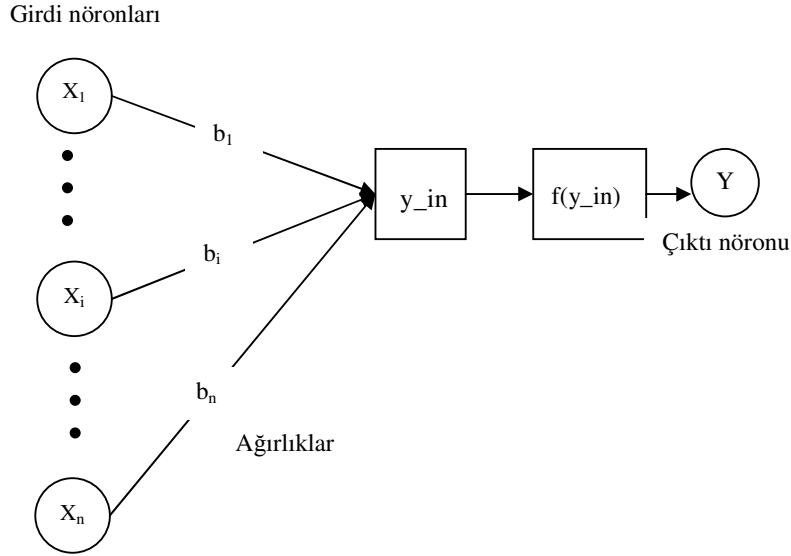 Girdi nöronları
X₁
b₁
y_in
f(y_in)
Y
Çıktı nöronu
bᵢ
Xᵢ
bₙ
Ağırlıklar
Xₙ